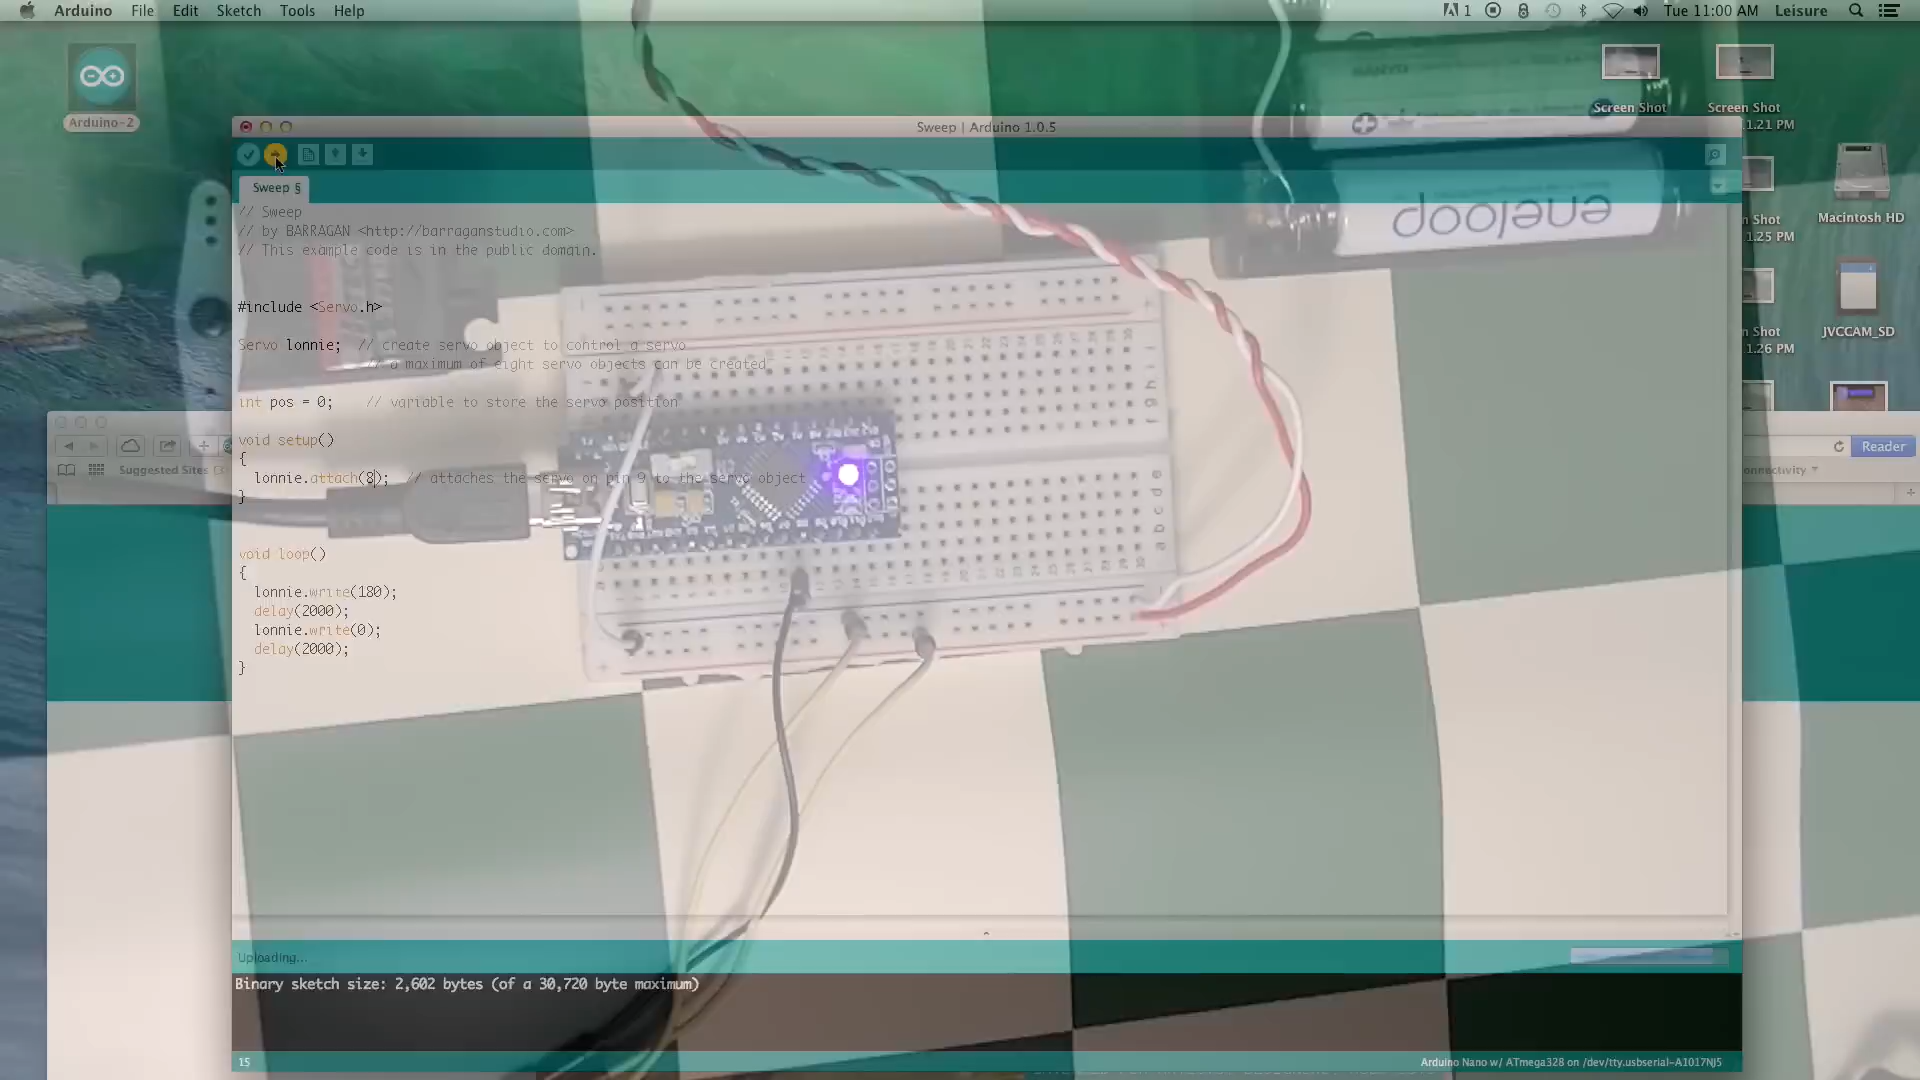 Arduino File Edit Sketch Tools Help
1 Tue 11:00 AM Leisure
Arduino-2
Screen Shot Screen Shot
1.21 PM
Sweep | Arduino 1.0.5
Sweep §
// Sweep
// by BARRAGAN <http://barraganstudio.com>
// This example code is in the public domain.
#include <Servo.h>
Servo lonnie; // create servo object to control a servo
// a maximum of eight servo objects can be created
int pos = 0; // variable to store the servo position
void setup()
{
lonnie.attach(8); // attaches the servo on pin 9 to the servo object
}
void loop()
{
lonnie.write(180);
delay(2000);
lonnie.write(0);
delay(2000);
}
eneloop
Macintosh HD
n Shot
1.25 PM
JVCCAM_SD
n Shot
1.26 PM
Reader
Suggested Sites
onnectivity
Uploading...
Binary sketch size: 2,602 bytes (of a 30,720 byte maximum)
15
Arduino Nano w/ ATmega328 on /dev/tty.usbserial-A1017NJ5